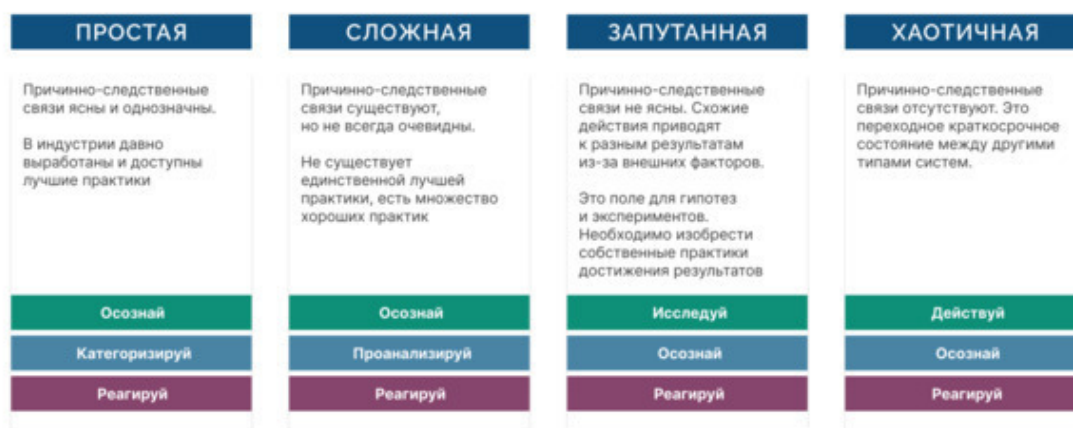 ПРОСТАЯ
Причинно-следственные
связи ясны и однозначны.
В индустрии давно
выработаны и доступны
лучшие практики
Осознай
Категоризируй
Реагируй
СЛОЖНАЯ
Причинно-следственные
связи существуют,
но не всегда очевидны.
Не существует
единственной лучшей
практики, есть множество
хороших практик
Осознай
Проанализируй
Реагируй
ЗАПУТАННАЯ
Причинно-следственные
связи не ясны. Схожие
действия приводят
к разным результатам
из-за внешних факторов.
Это поле для гипотез
и экспериментов.
Необходимо изобрести
собственные практики
достижения результатов
Исследуй
Осознай
Реагируй
ХАОТИЧНАЯ
Причинно-следственные
связи отсутствуют. Это
переходное краткосрочное
состояние между другими
типами систем.
Действуй
Осознай
Реагируй